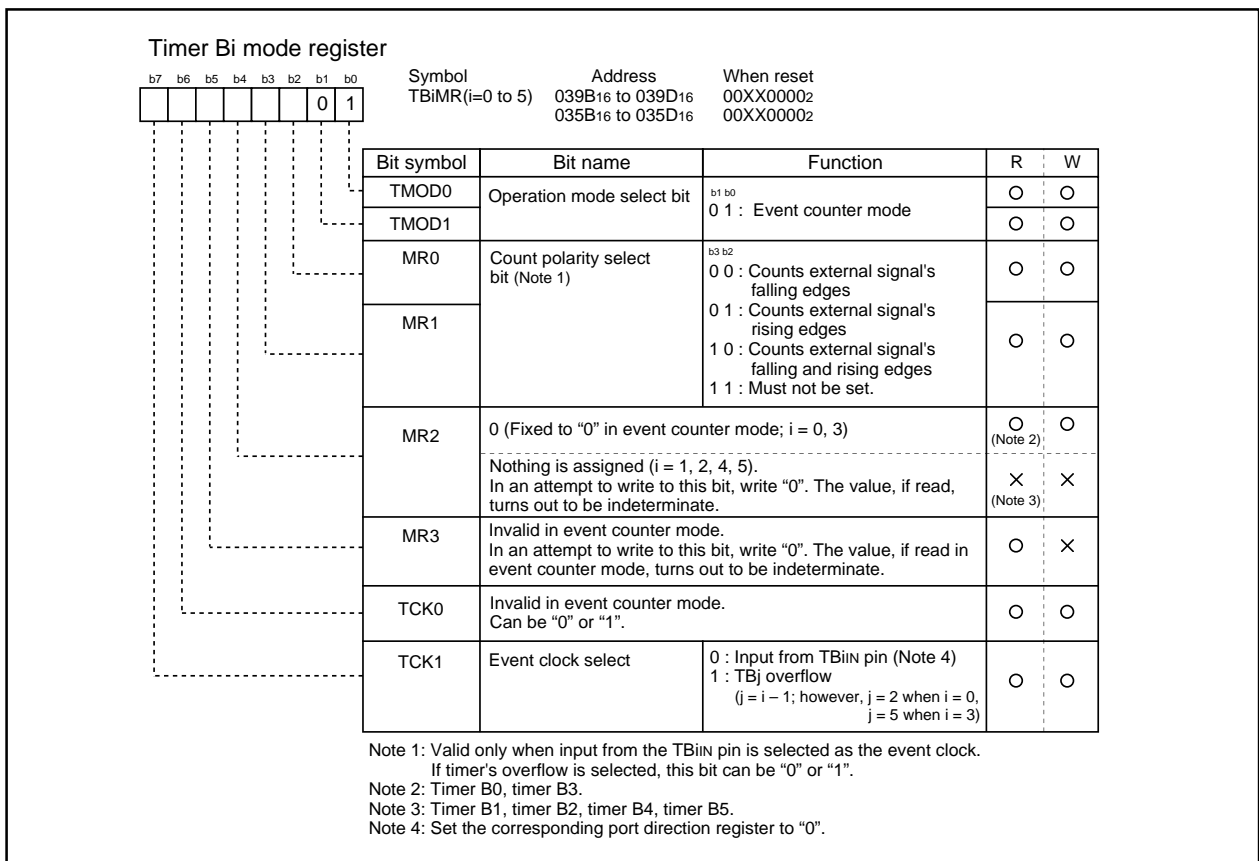 Timer Bi mode register
b7 b6 b5 b4 b3 b2 b1 b0
0 1
Symbol Address When reset
TBiMR(i=0 to 5) 039B16 to 039D16 00XX00002
035B16 to 035D16 00XX00002
Bit symbol Bit name Function R W
TMOD0 Operation mode select bit b1 b0
0 1 : Event counter mode
TMOD1
MR0 Count polarity select
bit (Note 1)
b3 b2
0 0 : Counts external signal's
falling edges
0 1 : Counts external signal's
rising edges
1 0 : Counts external signal's
falling and rising edges
1 1 : Must not be set.
MR1
MR2 0 (Fixed to “0” in event counter mode; i = 0, 3)
(Note 2)
Nothing is assigned (i = 1, 2, 4, 5).
In an attempt to write to this bit, write “0”. The value, if read,
turns out to be indeterminate.
(Note 3)
MR3 Invalid in event counter mode.
In an attempt to write to this bit, write “0”. The value, if read in
event counter mode, turns out to be indeterminate.
TCK0 Invalid in event counter mode.
Can be “0” or “1”.
TCK1 Event clock select 0 : Input from TBiIN pin (Note 4)
1 : TBj overflow
(j = i – 1; however, j = 2 when i = 0,
j = 5 when i = 3)
Note 1: Valid only when input from the TBiIN pin is selected as the event clock.
If timer's overflow is selected, this bit can be “0” or “1”.
Note 2: Timer B0, timer B3.
Note 3: Timer B1, timer B2, timer B4, timer B5.
Note 4: Set the corresponding port direction register to “0”.